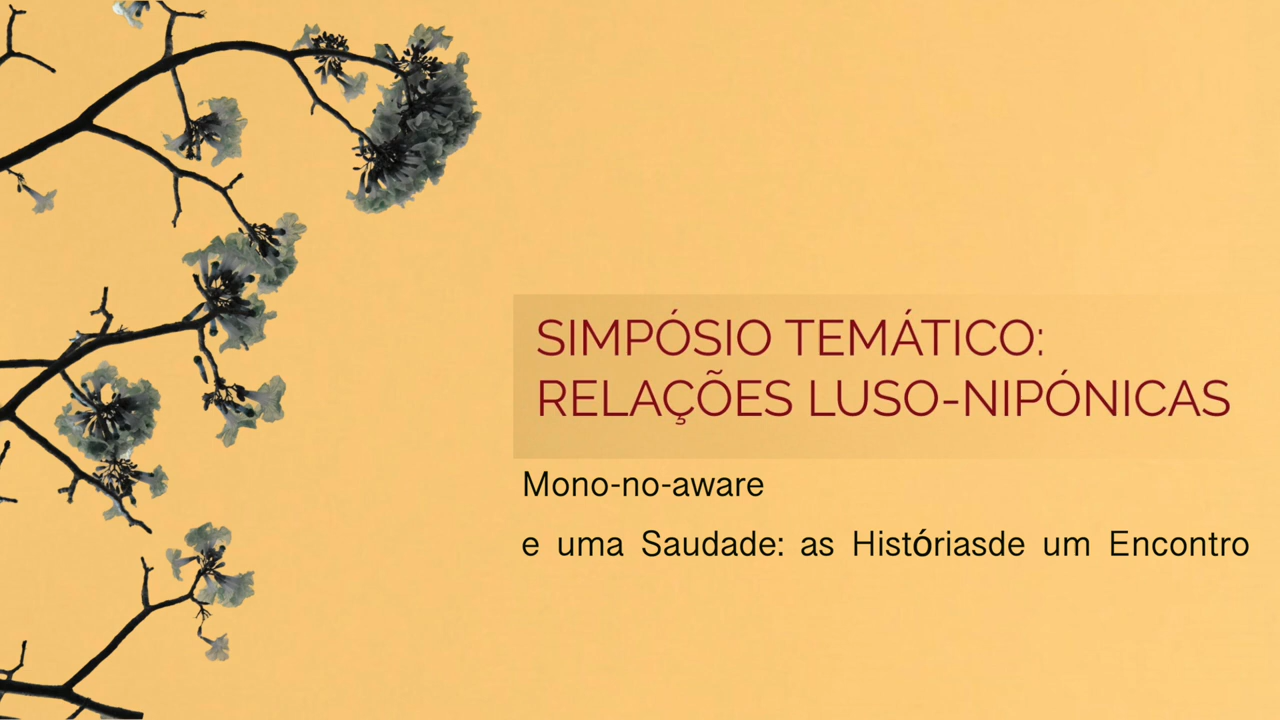 SIMPÓSIO TEMÁTICO:
RELAÇÕES LUSO-NIPÓNICAS
Mono-no-aware
e uma Saudade: as Históriasde um Encontro